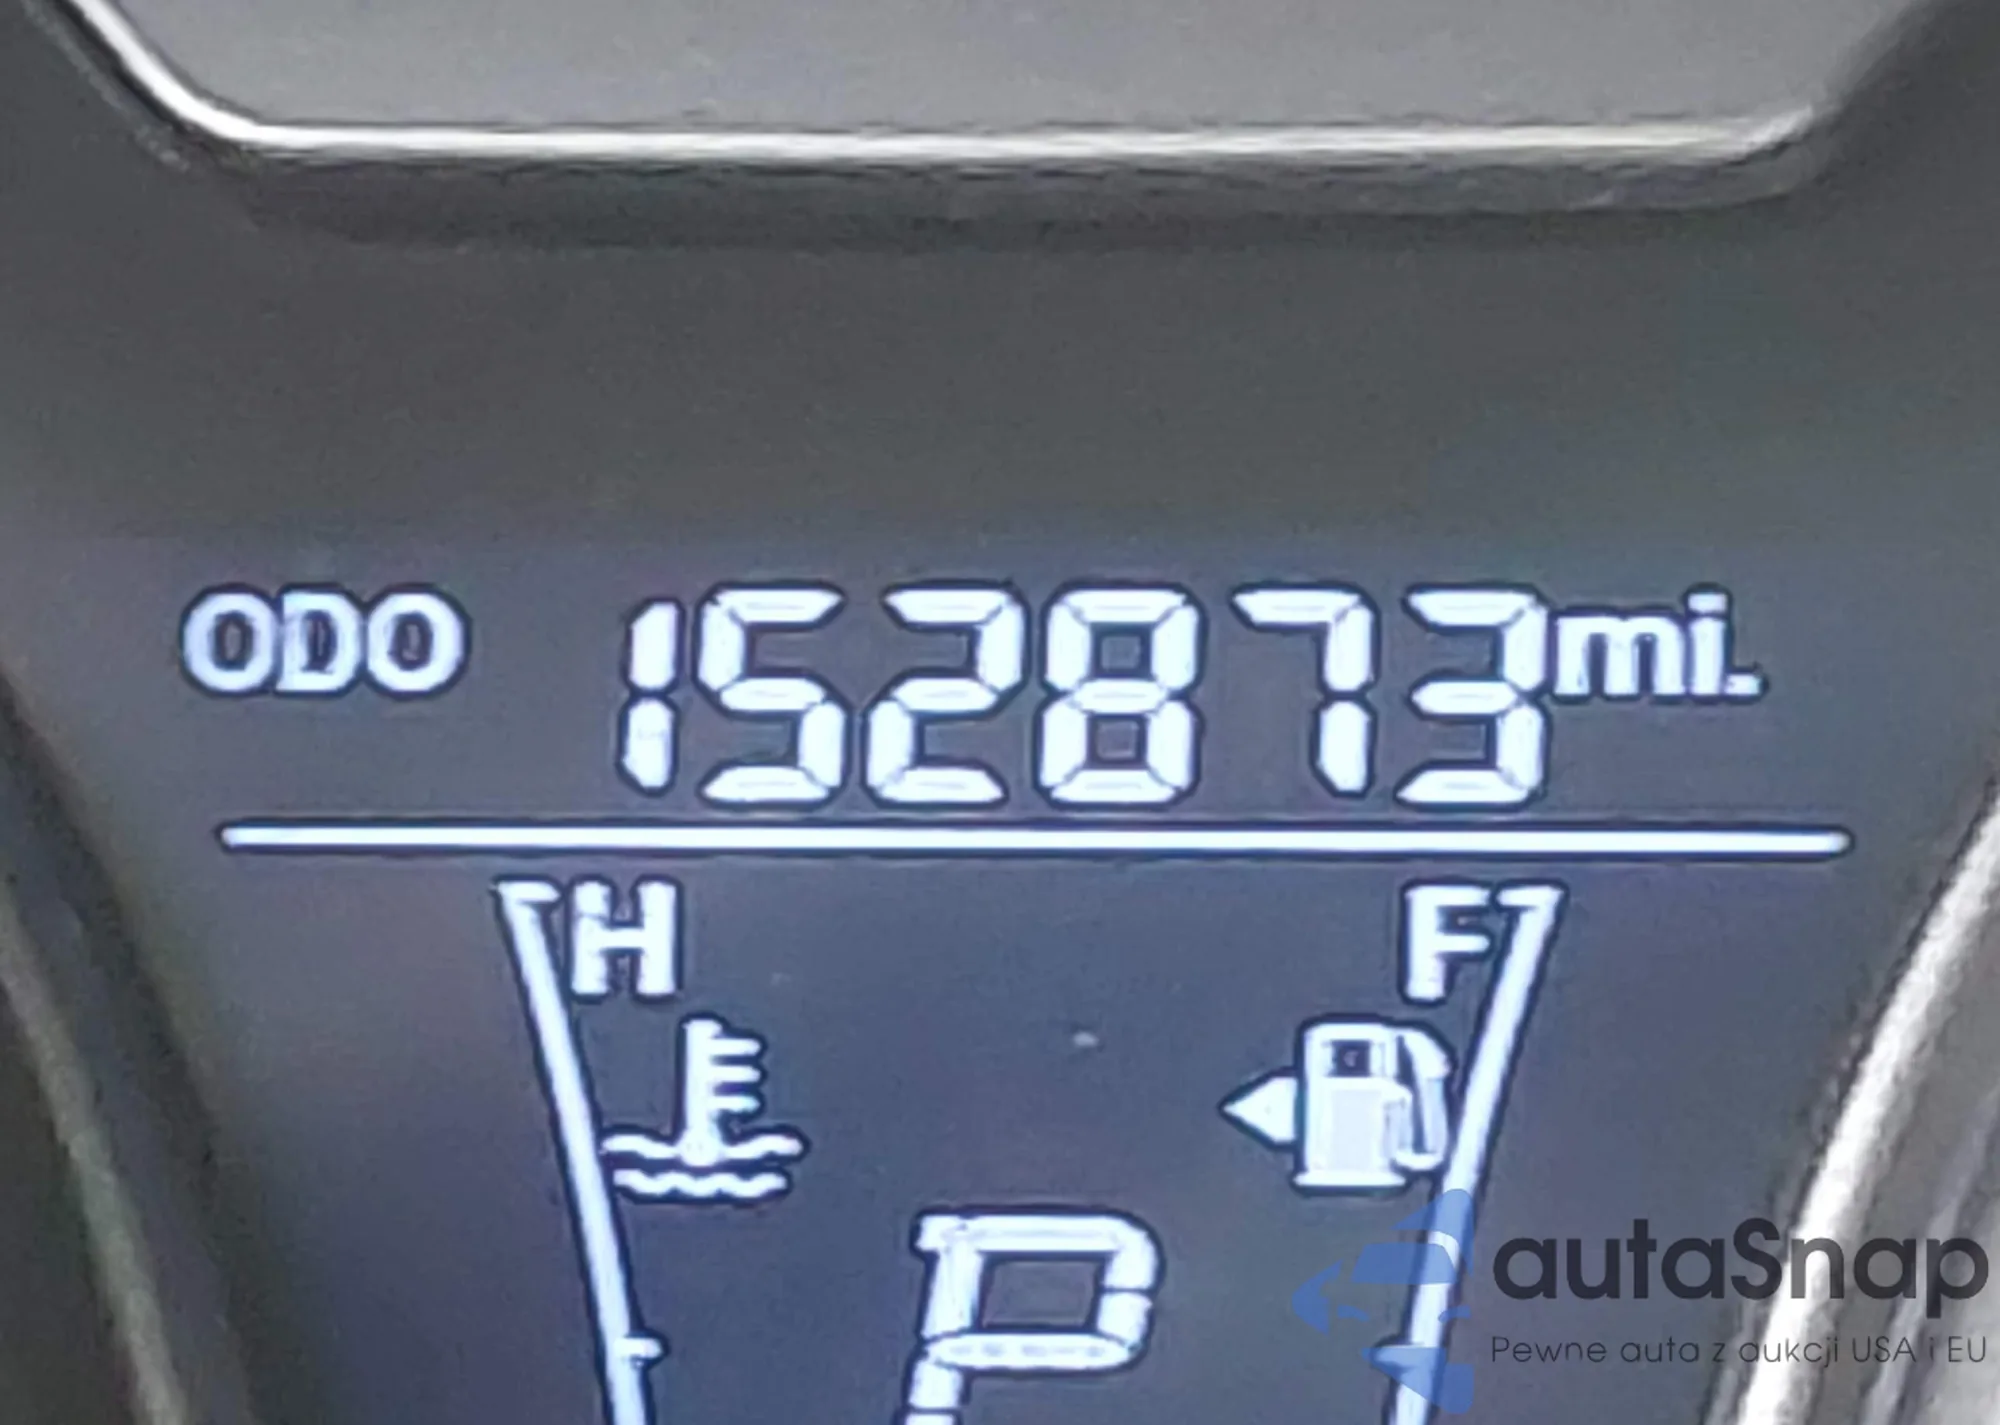 ODO 152873 mi.
H F
P
autaSnap
Pewne auta z aukcji USA i EU